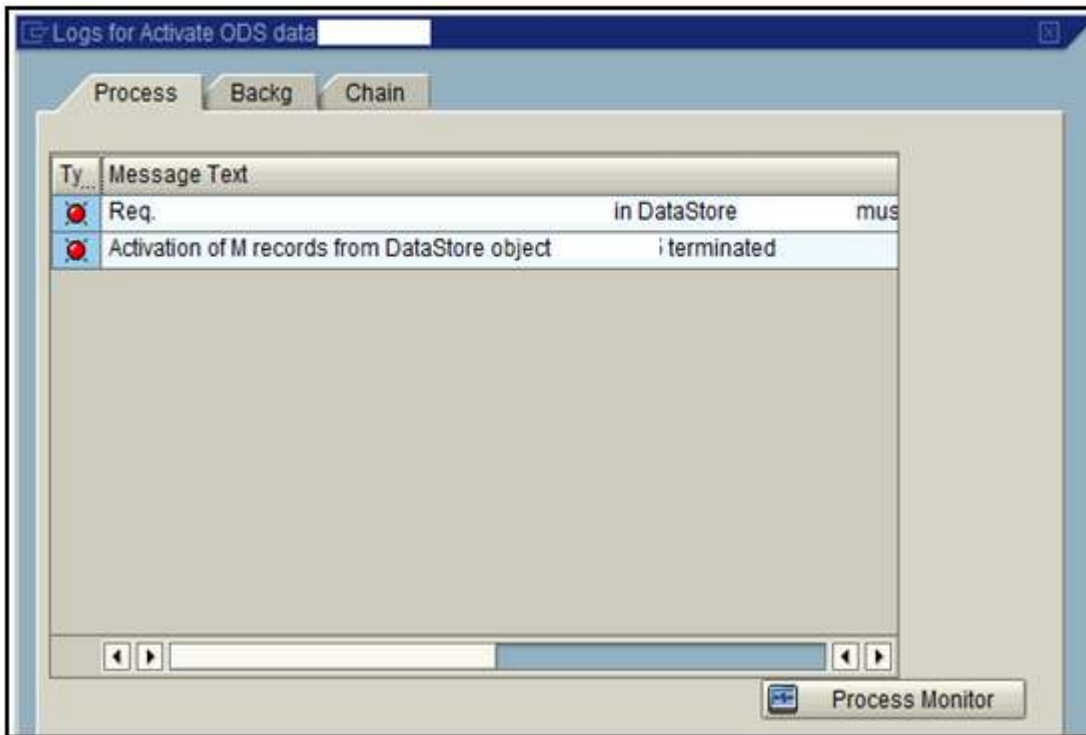 Logs for Activate ODS data
Process Backg Chain
Ty... Message Text
Req. in DataStore mus
Activation of M records from DataStore object terminated
Process Monitor